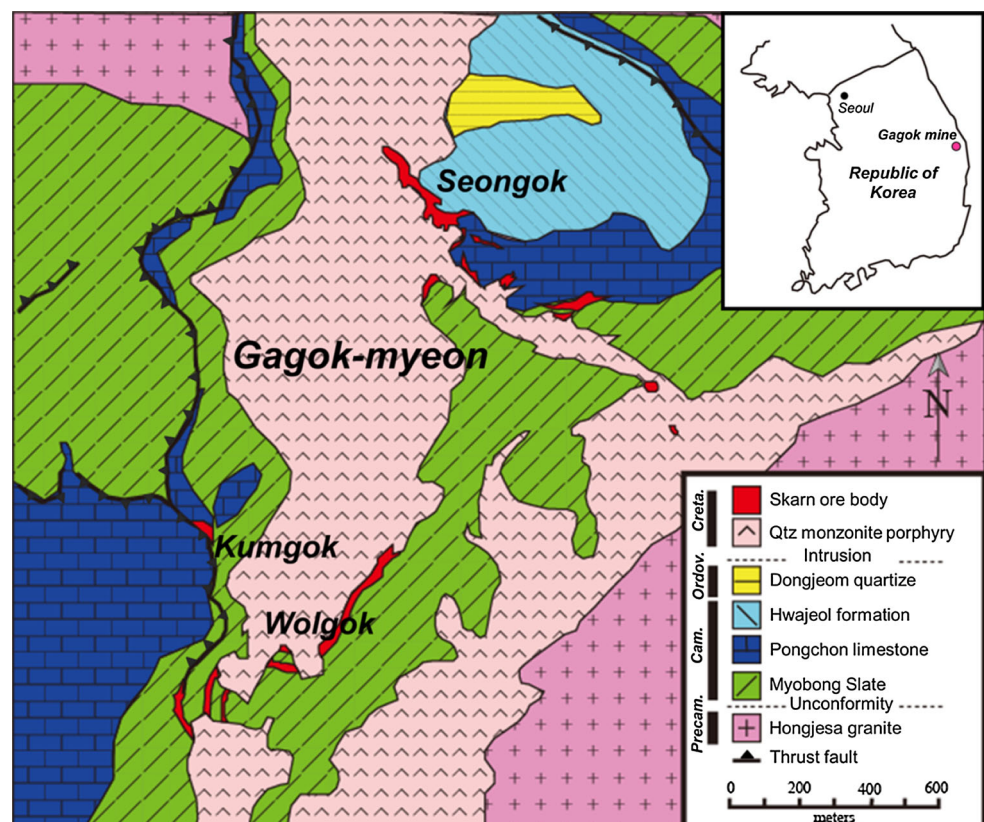 Seoul
Gagok mine
Republic of
Korea
Seongok
Gagok-myeon
N
Kumgok
Wolgok
Creta.
Skarn ore body
Qtz monzonite porphyry
Intrusion
Ordov.
Dongjeom quartize
Cam.
Hwajeol formation
Pongchon limestone
Myobong Slate
Unconformity
Precam.
Hongjesa granite
Thrust fault
0 200 400 600
meters